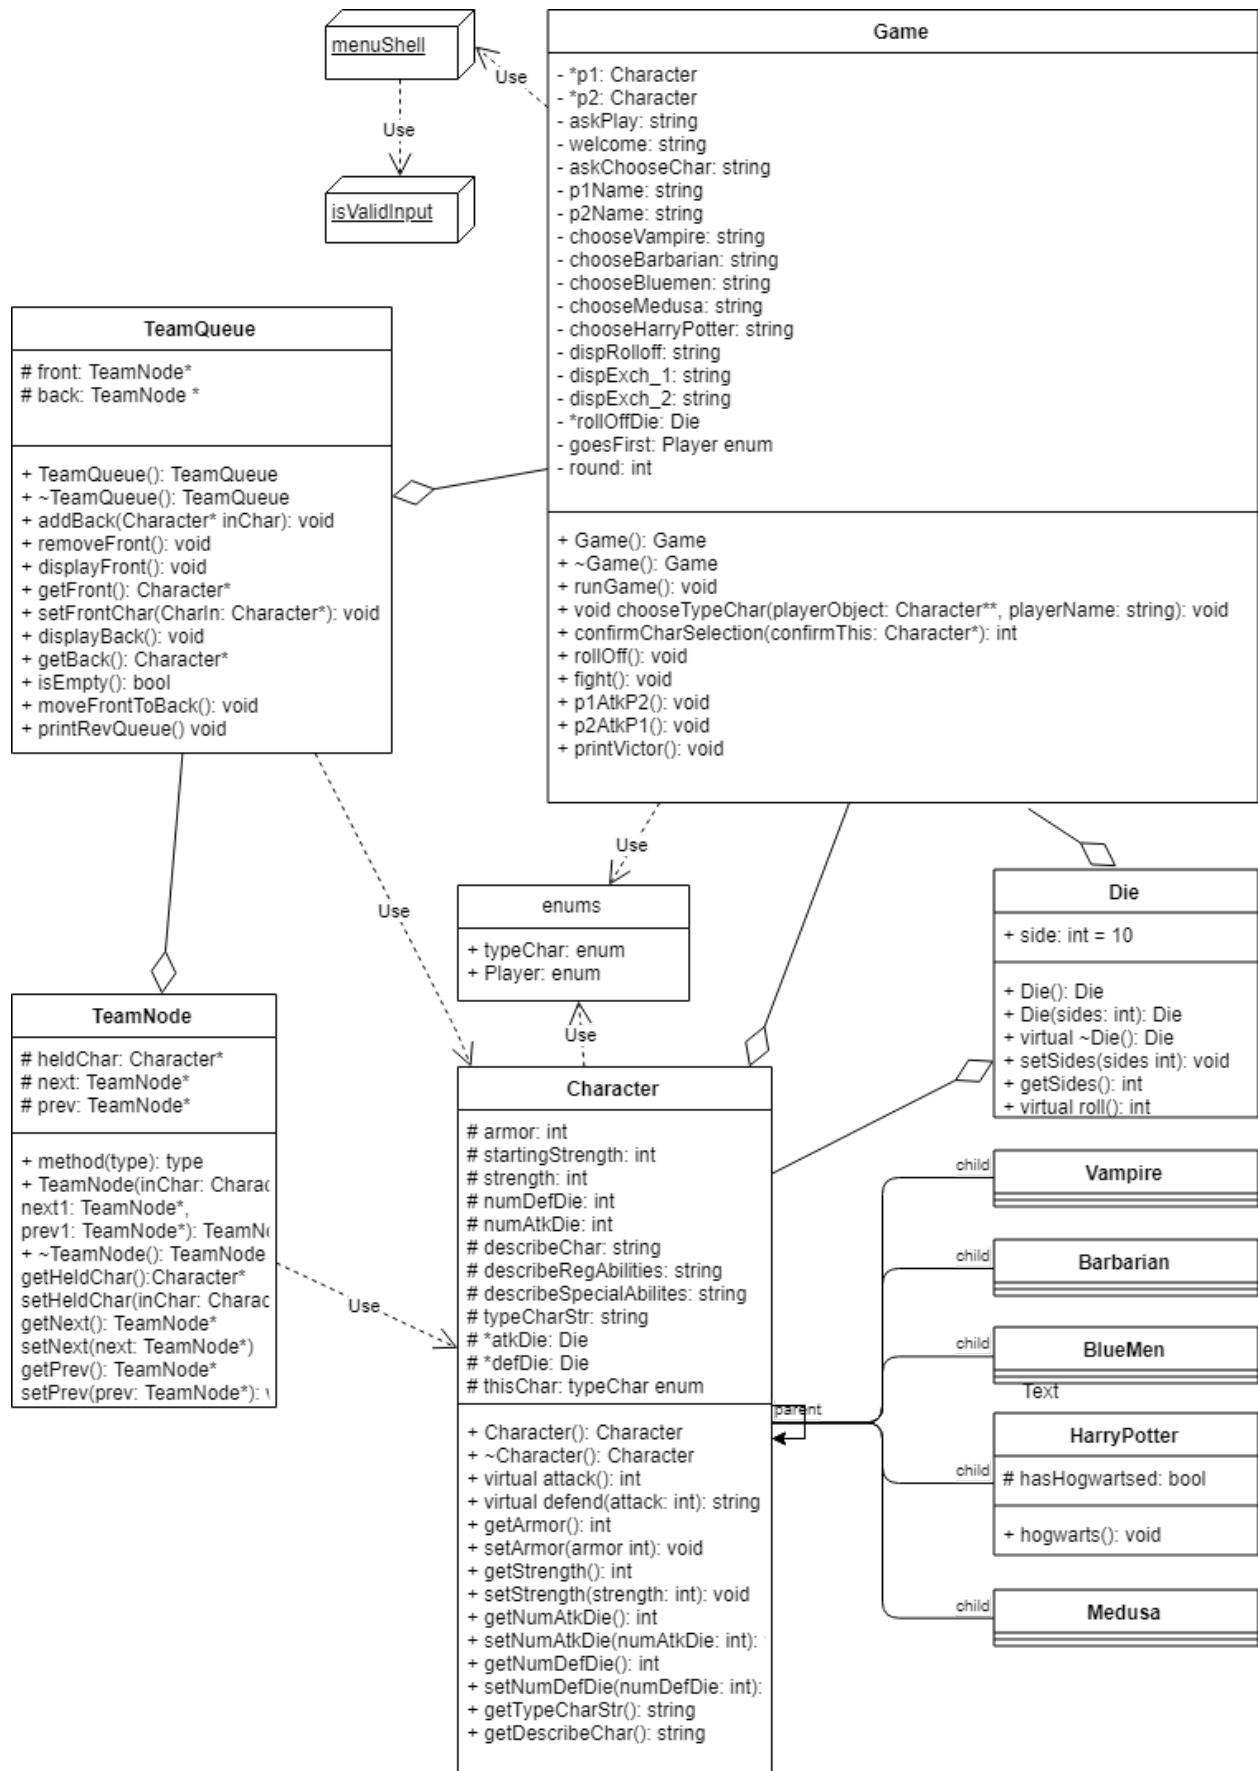 menuShell
Use
Use
isValidInput
Game
- *p1: Character
- *p2: Character
- askPlay: string
- welcome: string
- askChooseChar: string
- p1Name: string
- p2Name: string
- chooseVampire: string
- chooseBarbarian: string
- chooseBluemen: string
- chooseMedusa: string
- chooseHarryPotter: string
- dispRolloff: string
- dispExch_1: string
- dispExch_2: string
- *rollOffDie: Die
- goesFirst: Player enum
- round: int
+ Game(): Game
+ ~Game(): Game
+ runGame(): void
+ void chooseTypeChar(playerObject: Character**, playerName: string): void
+ confirmCharSelection(confirmThis: Character*): int
+ rollOff(): void
+ fight(): void
+ p1AtkP2(): void
+ p2AtkP1(): void
+ printVictor(): void
TeamQueue
# front: TeamNode*
# back: TeamNode *
+ TeamQueue(): TeamQueue
+ ~TeamQueue(): TeamQueue
+ addBack(Character* inChar): void
+ removeFront(): void
+ displayFront(): void
+ getFront(): Character*
+ setFrontChar(CharIn: Character*): void
+ displayBack(): void
+ getBack(): Character*
+ isEmpty(): bool
+ moveFrontToBack(): void
+ printRevQueue() void
Use
Use
enums
+ typeChar: enum
+ Player: enum
Use
Die
+ side: int = 10
+ Die(): Die
+ Die(sides: int): Die
+ virtual ~Die(): Die
+ setSides(sides int): void
+ getSides(): int
+ virtual roll(): int
TeamNode
# heldChar: Character*
# next: TeamNode*
# prev: TeamNode*
+ method(type): type
+ TeamNode(inChar: Charac
next1: TeamNode*,
prev1: TeamNode*): TeamN
+ ~TeamNode(): TeamNode
getHeldChar():Character*
setHeldChar(inChar: Charac
getNext(): TeamNode*
setNext(next: TeamNode*)
getPrev(): TeamNode*
setPrev(prev: TeamNode*):
Use
Character
# armor: int
# startingStrength: int
# strength: int
# numDefDie: int
# numAtkDie: int
# describeChar: string
# describeRegAbilities: string
# describeSpecialAbilites: string
# typeCharStr: string
# *atkDie: Die
# *defDie: Die
# thisChar: typeChar enum
+ Character(): Character
+ ~Character(): Character
+ virtual attack(): int
+ virtual defend(attack: int): string
+ getArmor(): int
+ setArmor(armor int): void
+ getStrength(): int
+ setStrength(strength: int): void
+ getNumAtkDie(): int
+ setNumAtkDie(numAtkDie: int):
+ getNumDefDie(): int
+ setNumDefDie(numDefDie: int):
+ getTypeCharStr(): string
+ getDescribeChar(): string
parent
child
Vampire
child
Barbarian
child
BlueMen
Text
child
HarryPotter
# hasHogwartsed: bool
+ hogwarts(): void
child
Medusa